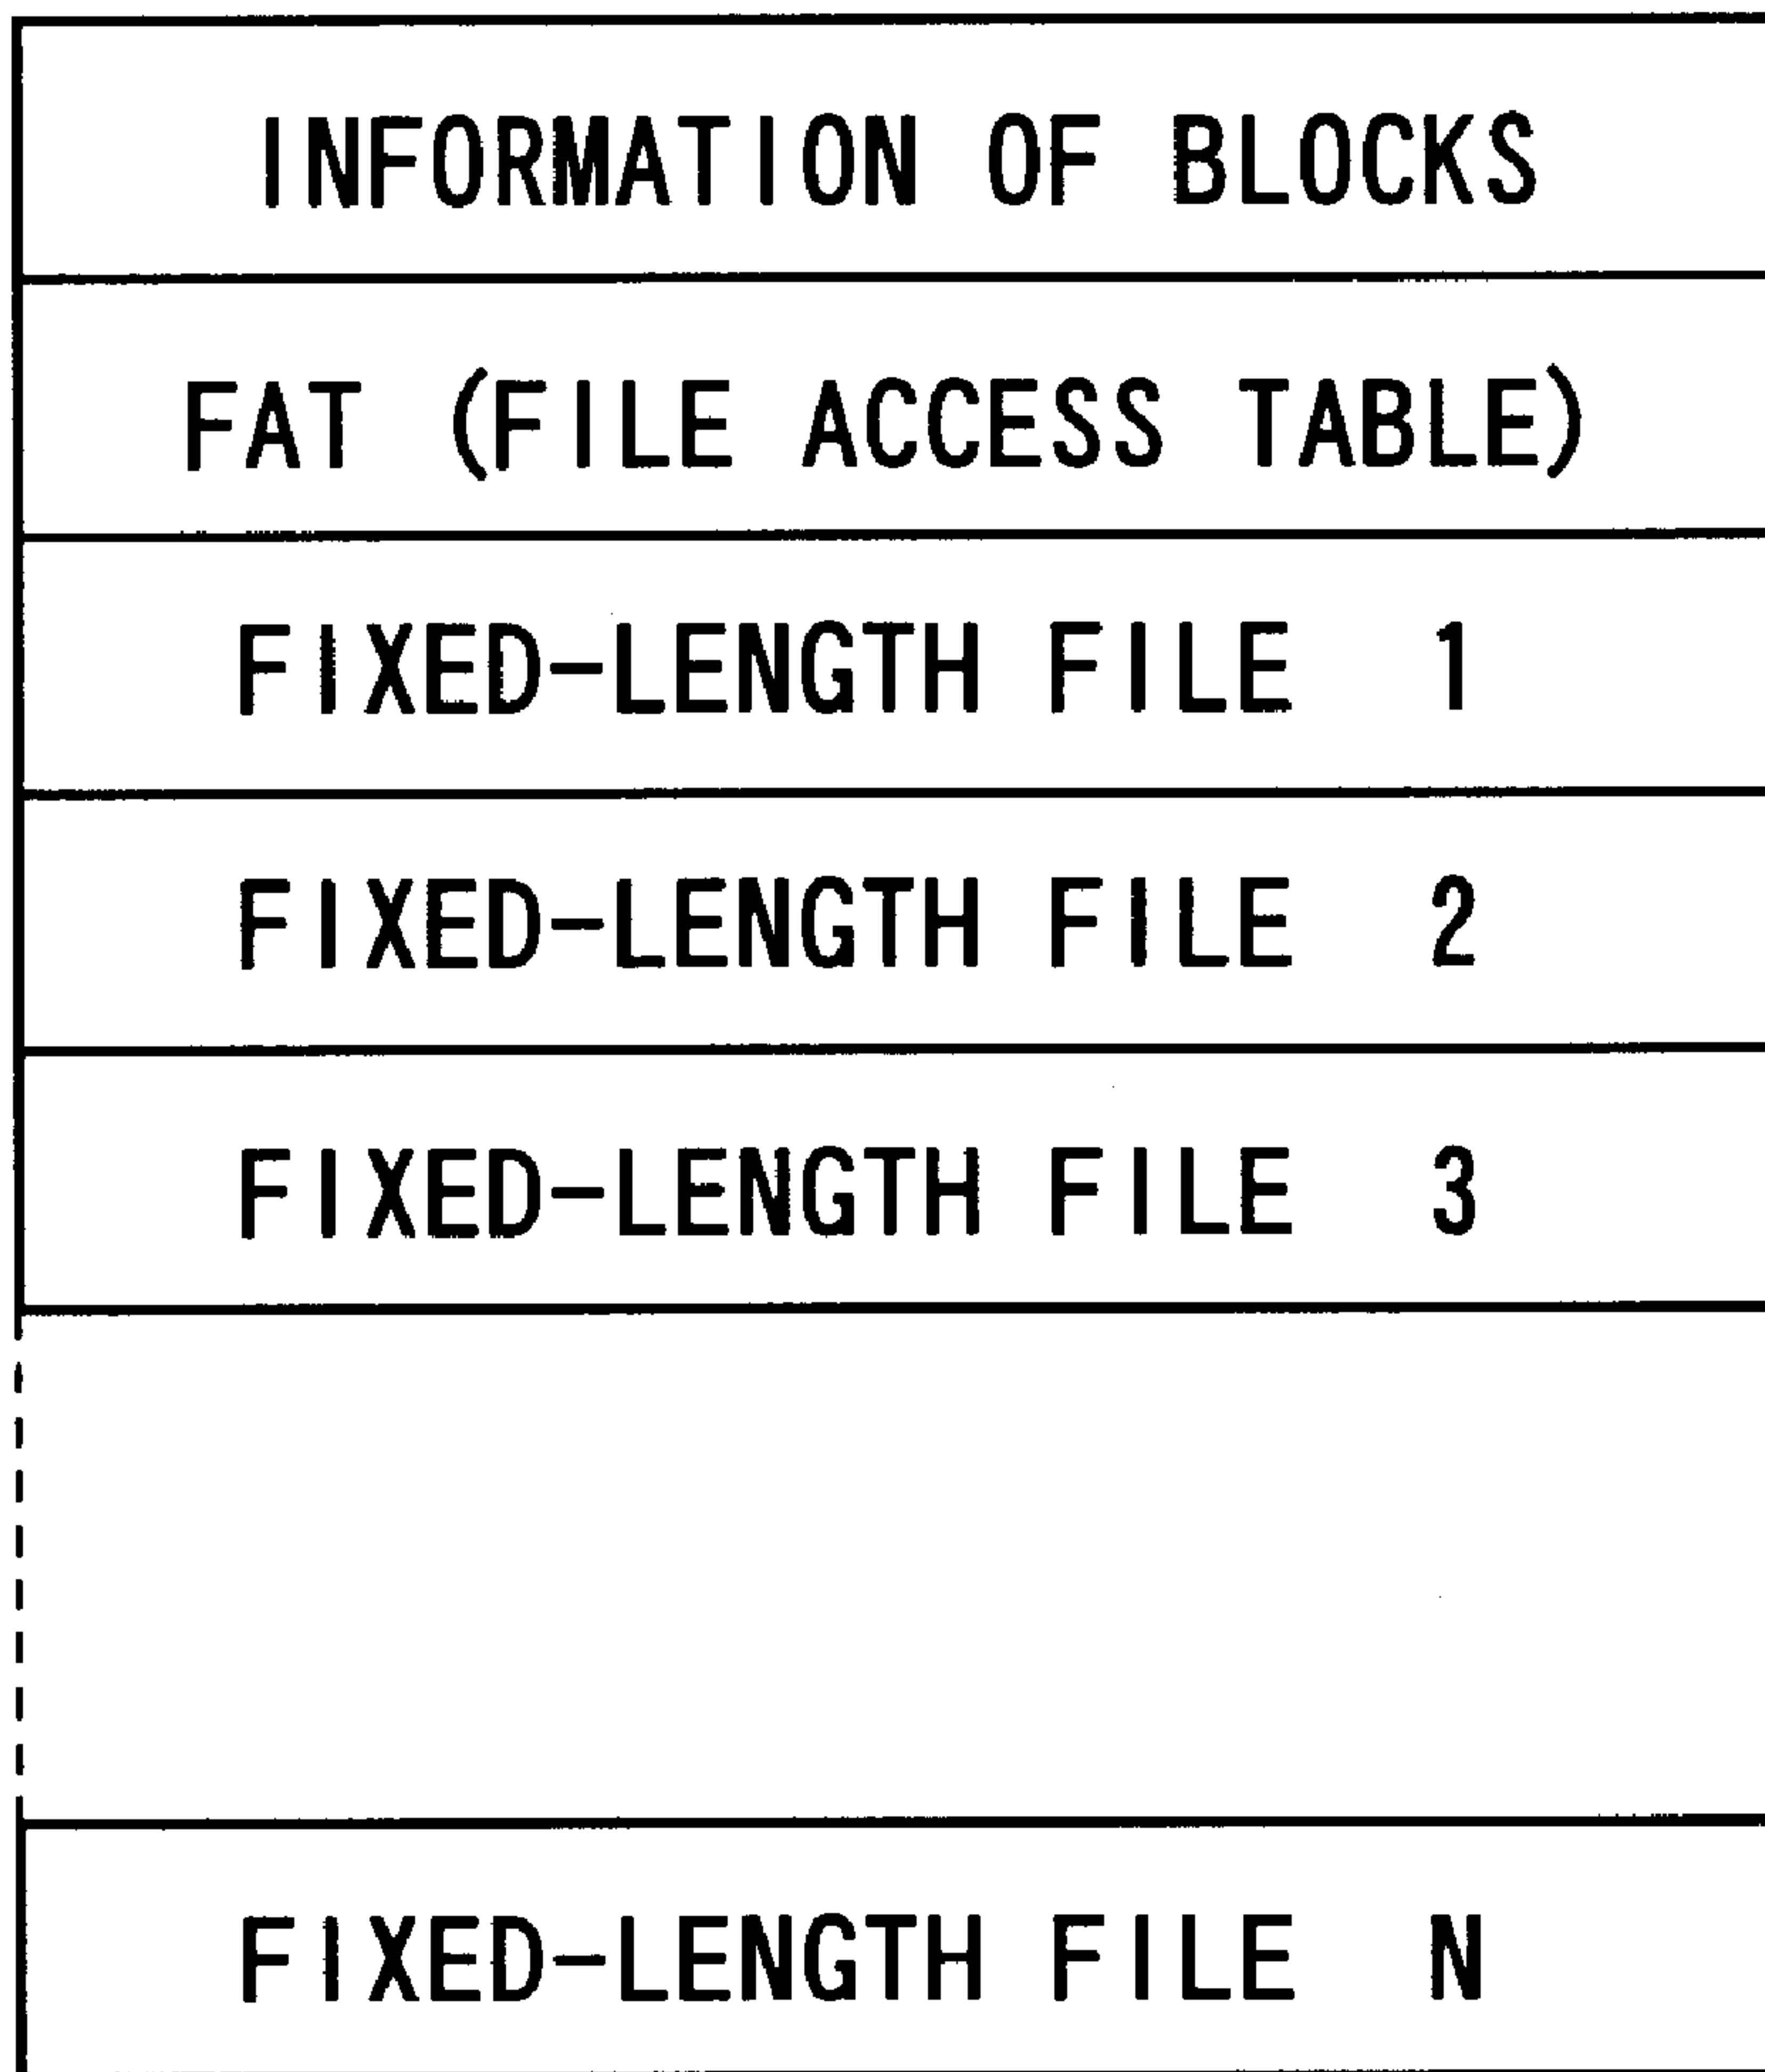 INFORMATION OF BLOCKS
FAT (FILE ACCESS TABLE)
FIXED-LENGTH FILE 1
FIXED-LENGTH FILE 2
FIXED-LENGTH FILE 3
FIXED-LENGTH FILE N